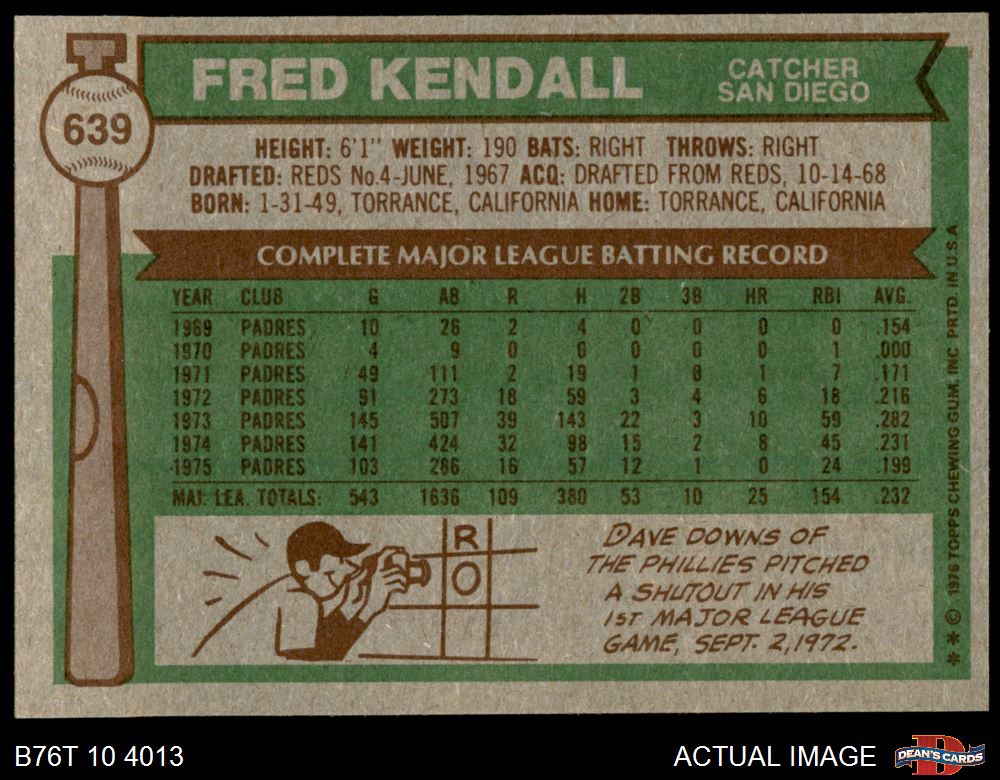 639
FRED KENDALL
CATCHER
SAN DIEGO
HEIGHT: 6'1" WEIGHT: 190 BATS: RIGHT THROWS: RIGHT
DRAFTED: REDS No.4-JUNE, 1967 ACQ: DRAFTED FROM REDS, 10-14-68
BORN: 1-31-49, TORRANCE, CALIFORNIA HOME: TORRANCE, CALIFORNIA
COMPLETE MAJOR LEAGUE BATTING RECORD
YEAR CLUB G AB R H 2B 3B HR RBI AVG.
1969 PADRES 10 26 2 4 0 0 0 0 .154
1970 PADRES 4 9 0 0 0 0 0 1 .000
1971 PADRES 49 111 2 19 1 0 1 7 .171
1972 PADRES 91 273 18 59 3 4 6 18 .216
1973 PADRES 145 507 39 143 22 3 10 59 .282
1974 PADRES 141 424 32 98 15 2 8 45 .231
1975 PADRES 103 286 16 57 12 1 0 24 .199
MAJ. LEA. TOTALS: 543 1636 109 380 53 10 25 154 .232
R
O
DAVE DOWNS OF
THE PHILLIES PITCHED
A SHUTOUT IN HIS
1ST MAJOR LEAGUE
GAME, SEPT. 2, 1972.
* * © 1976 TOPPS CHEWING GUM, INC. PRTD. IN U.S.A.
B76T 10 4013
ACTUAL IMAGE
D
DEAN'S CARDS